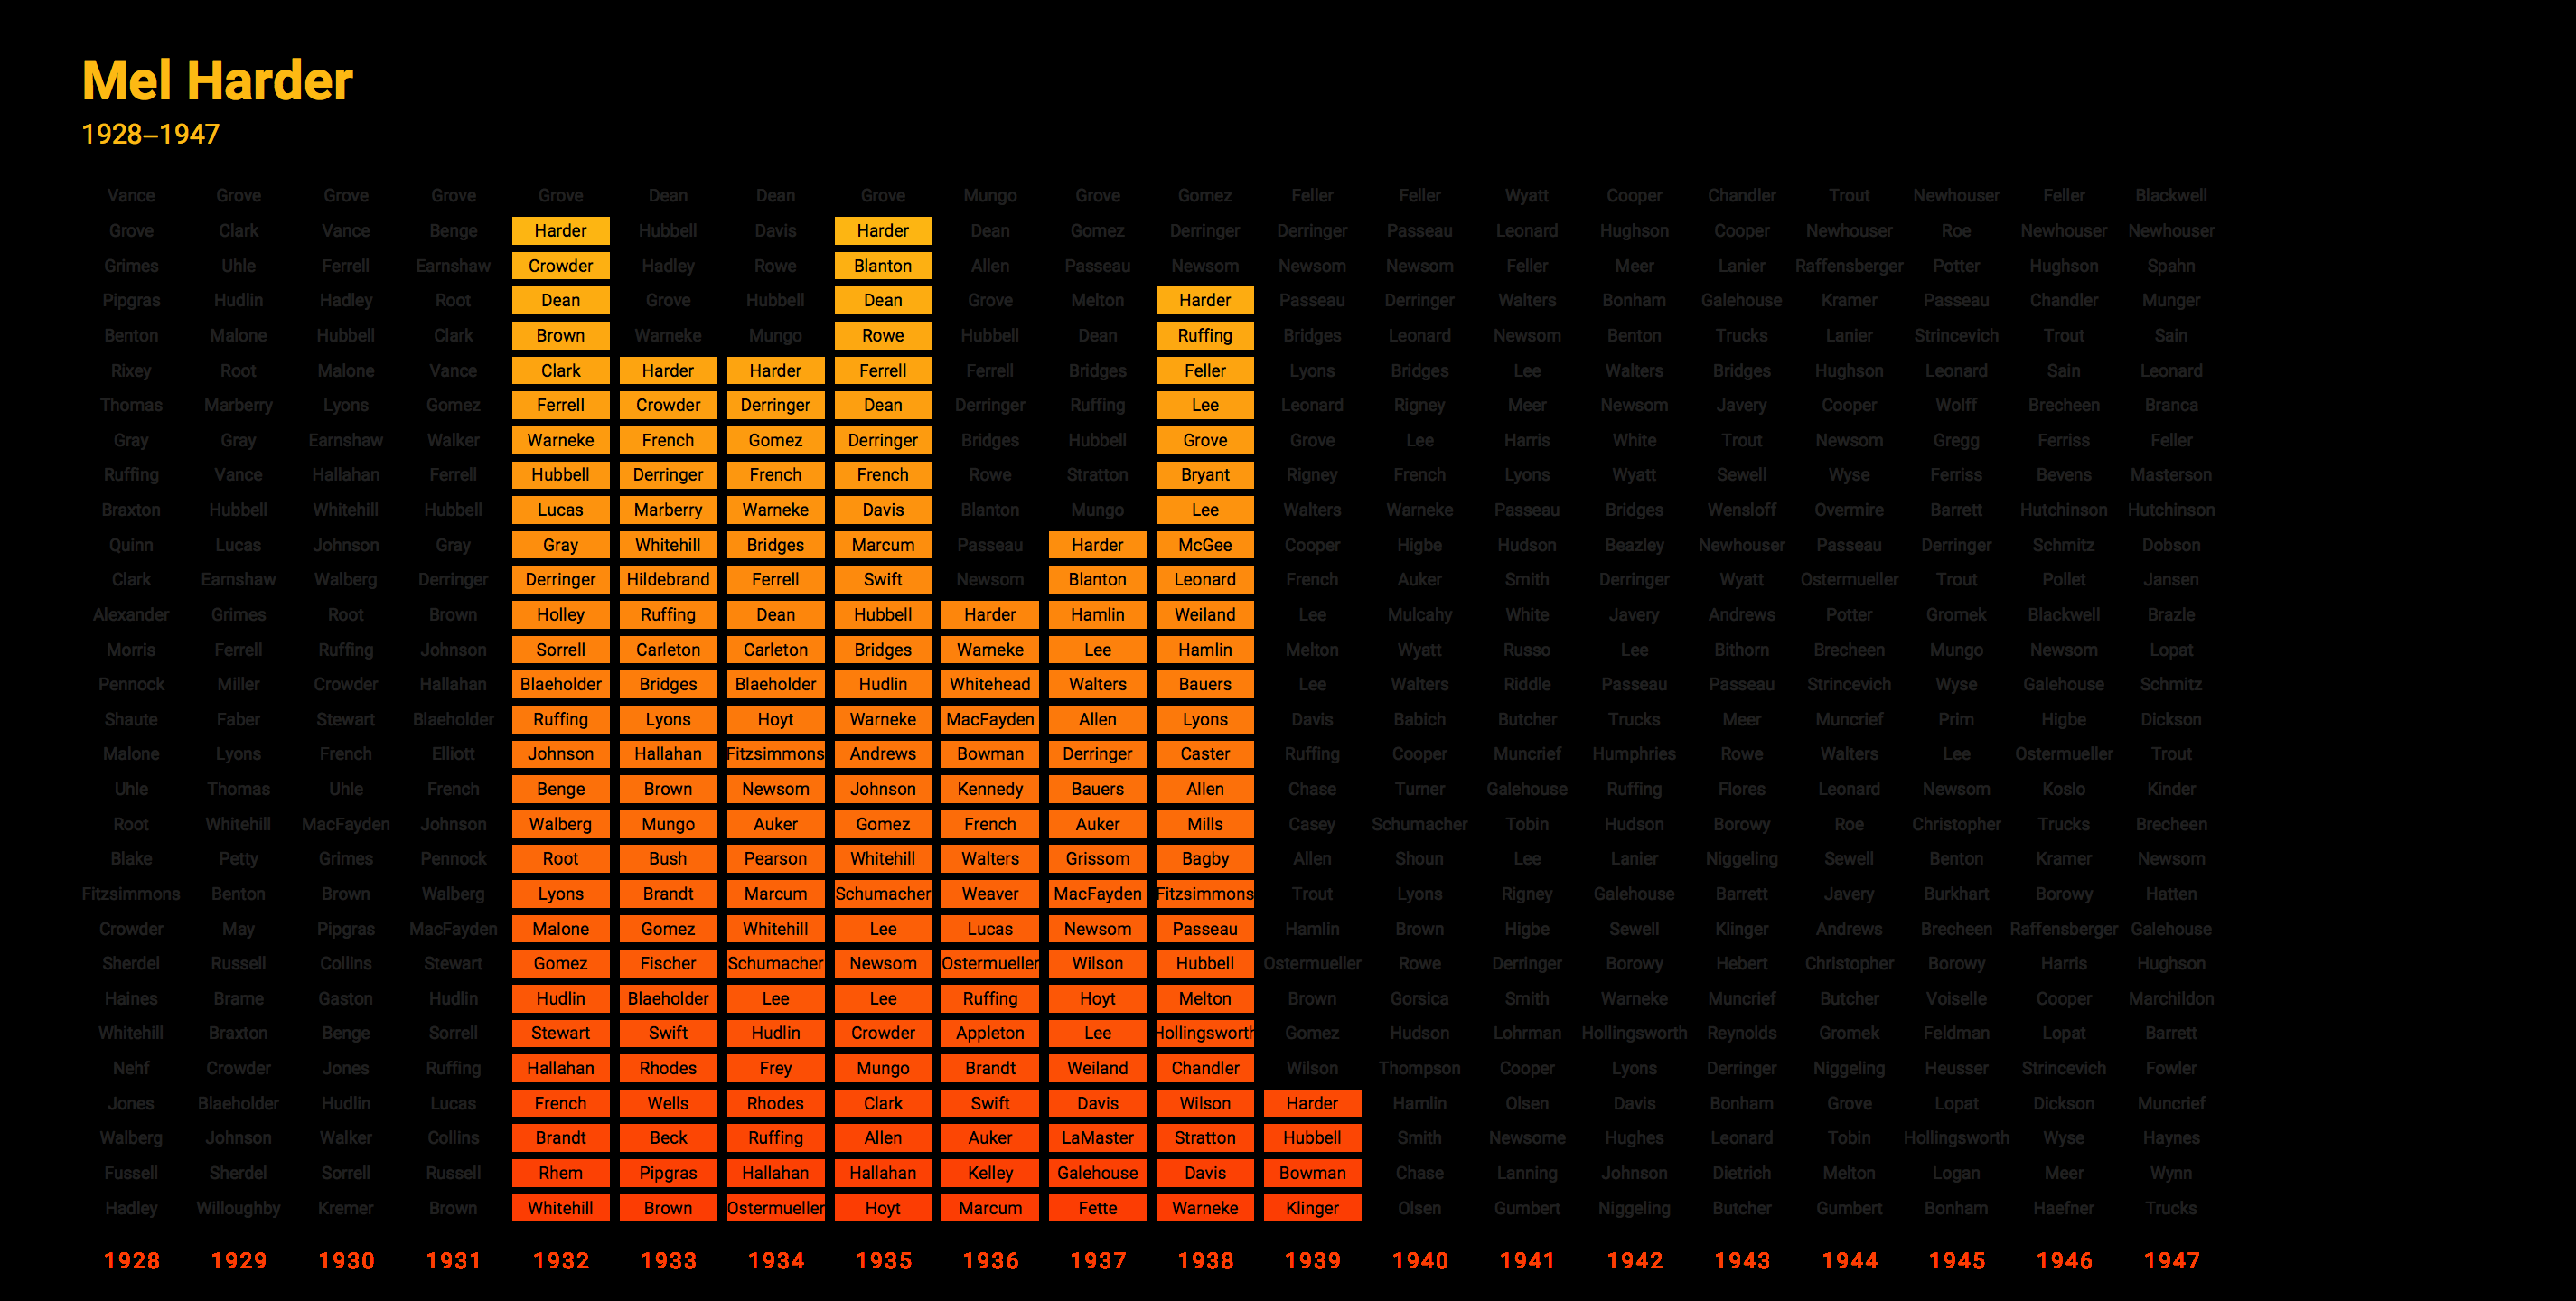 Mel Harder
1928–1947
Vance Grove Grove Grove Grove Dean Dean Grove Mungo Grove Gomez Feller Feller Wyatt Cooper Chandler Trout Newhouser Feller Blackwell
Grove Clark Vance Benge Harder Hubbell Davis Harder Dean Gomez Derringer Derringer Passeau Leonard Hughson Cooper Newhouser Roe Newhouser Newhouser
Grimes Uhle Ferrell Earnshaw Crowder Hadley Rowe Blanton Allen Passeau Newsom Newsom Newsom Feller Meer Lanier Raffensberger Potter Hughson Spahn
Pipgras Hudlin Hadley Root Dean Grove Hubbell Dean Grove Melton Harder Passeau Derringer Walters Bonham Galehouse Kramer Passeau Chandler Munger
Benton Malone Hubbell Clark Brown Warneke Mungo Rowe Hubbell Dean Ruffing Bridges Leonard Newsom Benton Trucks Lanier Strincevich Trout Sain
Rixey Root Malone Vance Clark Harder Harder Ferrell Ferrell Bridges Feller Lyons Bridges Lee Walters Bridges Hughson Leonard Sain Leonard
Thomas Marberry Lyons Gomez Ferrell Crowder Derringer Dean Derringer Ruffing Lee Leonard Rigney Meer Newsom Javery Cooper Wolff Brecheen Branca
Gray Gray Earnshaw Walker Warneke French Gomez Derringer Bridges Hubbell Grove Grove Lee Harris White Trout Newsom Gregg Ferriss Feller
Ruffing Vance Hallahan Ferrell Hubbell Derringer French French Rowe Stratton Bryant Rigney French Lyons Wyatt Sewell Wyse Ferriss Bevens Masterson
Braxton Hubbell Whitehill Hubbell Lucas Marberry Warneke Davis Blanton Mungo Lee Walters Warneke Passeau Bridges Wensloff Overmire Barrett Hutchinson Hutchinson
Quinn Lucas Johnson Gray Gray Whitehill Bridges Marcum Passeau Harder McGee Cooper Higbe Hudson Beazley Newhouser Passeau Derringer Schmitz Dobson
Clark Earnshaw Walberg Derringer Derringer Hildebrand Ferrell Swift Newsom Blanton Leonard French Auker Smith Derringer Wyatt Ostermueller Trout Pollet Jansen
Alexander Grimes Root Brown Holley Ruffing Dean Hubbell Harder Hamlin Weiland Lee Mulcahy White Javery Andrews Potter Gromek Blackwell Brazle
Morris Ferrell Ruffing Johnson Sorrell Carleton Carleton Bridges Warneke Lee Hamlin Melton Wyatt Russo Lee Bithorn Brecheen Mungo Newsom Lopat
Pennock Miller Crowder Hallahan Blaeholder Bridges Blaeholder Hudlin Whitehead Walters Bauers Lee Walters Riddle Passeau Passeau Strincevich Wyse Galehouse Schmitz
Shaute Faber Stewart Blaeholder Ruffing Lyons Hoyt Warneke MacFayden Allen Lyons Davis Babich Butcher Trucks Meer Muncrief Prim Higbe Dickson
Malone Lyons French Elliott Johnson Hallahan Fitzsimmons Andrews Bowman Derringer Caster Ruffing Cooper Muncrief Humphries Rowe Walters Lee Ostermueller Trout
Uhle Thomas Uhle French Benge Brown Newsom Johnson Kennedy Bauers Allen Chase Turner Galehouse Ruffing Flores Leonard Newsom Koslo Kinder
Root Whitehill MacFayden Johnson Walberg Mungo Auker Gomez French Auker Mills Casey Schumacher Tobin Hudson Borowy Roe Christopher Trucks Brecheen
Blake Petty Grimes Pennock Root Bush Pearson Whitehill Walters Grissom Bagby Allen Shoun Lee Lanier Niggeling Sewell Benton Kramer Newsom
Fitzsimmons Benton Brown Walberg Lyons Brandt Marcum Schumacher Weaver MacFayden Fitzsimmons Trout Lyons Rigney Galehouse Barrett Javery Burkhart Borowy Hatten
Crowder May Pipgras MacFayden Malone Gomez Whitehill Lee Lucas Newsom Passeau Hamlin Brown Higbe Sewell Klinger Andrews Brecheen Raffensberger Galehouse
Sherdel Russell Collins Stewart Gomez Fischer Schumacher Newsom Ostermueller Wilson Hubbell Ostermueller Rowe Derringer Borowy Hebert Christopher Borowy Harris Hughson
Haines Brame Gaston Hudlin Hudlin Blaeholder Lee Lee Ruffing Hoyt Melton Brown Gorsica Smith Warneke Muncrief Butcher Voiselle Cooper Marchildon
Whitehill Braxton Benge Sorrell Stewart Swift Hudlin Crowder Appleton Lee Hollingsworth Gomez Hudson Lohrman Hollingsworth Reynolds Gromek Feldman Lopat Barrett
Nehf Crowder Jones Ruffing Hallahan Rhodes Frey Mungo Brandt Weiland Chandler Wilson Thompson Cooper Lyons Derringer Niggeling Heusser Strincevich Fowler
Jones Blaeholder Hudlin Lucas French Wells Rhodes Clark Swift Davis Wilson Harder Hamlin Olsen Davis Bonham Grove Lopat Dickson Muncrief
Walberg Johnson Walker Collins Brandt Beck Ruffing Allen Auker LaMaster Stratton Hubbell Smith Newsome Hughes Leonard Tobin Hollingsworth Wyse Haynes
Fussell Sherdel Sorrell Russell Rhem Pipgras Hallahan Hallahan Kelley Galehouse Davis Bowman Chase Lanning Johnson Dietrich Melton Logan Meer Wynn
Hadley Willoughby Kremer Brown Whitehill Brown Ostermueller Hoyt Marcum Fette Warneke Klinger Olsen Gumbert Niggeling Butcher Gumbert Bonham Haefner Trucks
1928 1929 1930 1931 1932 1933 1934 1935 1936 1937 1938 1939 1940 1941 1942 1943 1944 1945 1946 1947